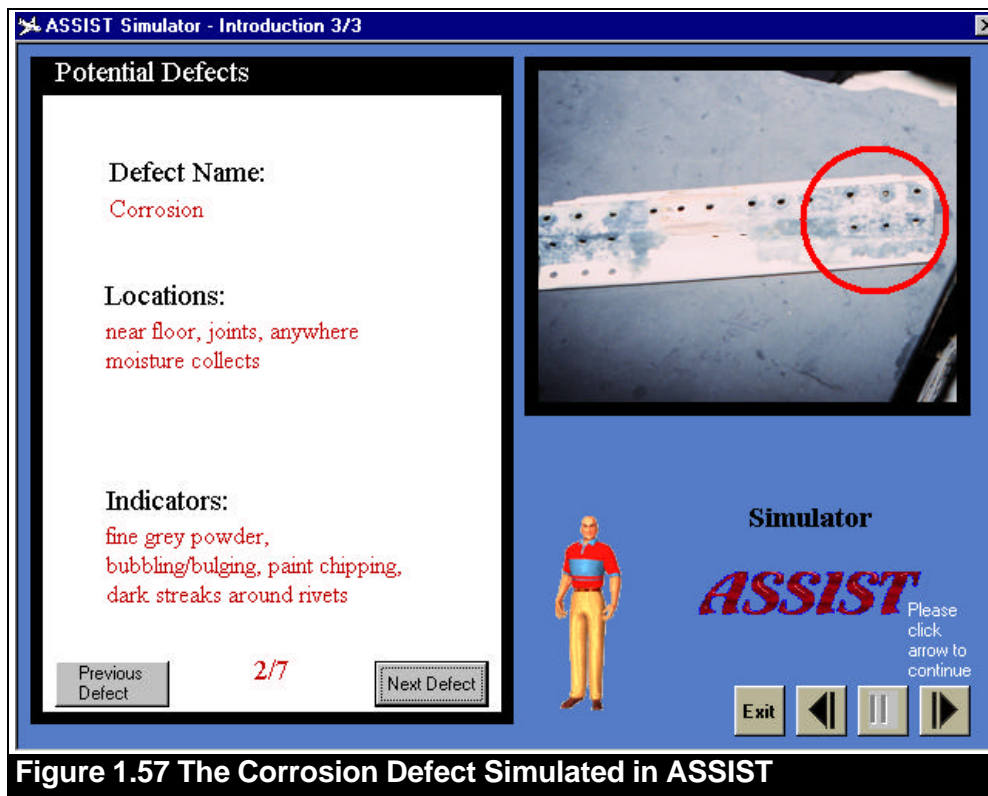 ASSIST Simulator - Introduction 3/3
Potential Defects
Defect Name:
Corrosion
Locations:
near floor, joints, anywhere
moisture collects
Indicators:
fine grey powder,
bubbling/bulging, paint chipping,
dark streaks around rivets
Previous
Defect
2/7
Next Defect
Simulator
ASSIST
Please
click
arrow to
continue
Exit
Figure 1.57 The Corrosion Defect Simulated in ASSIST